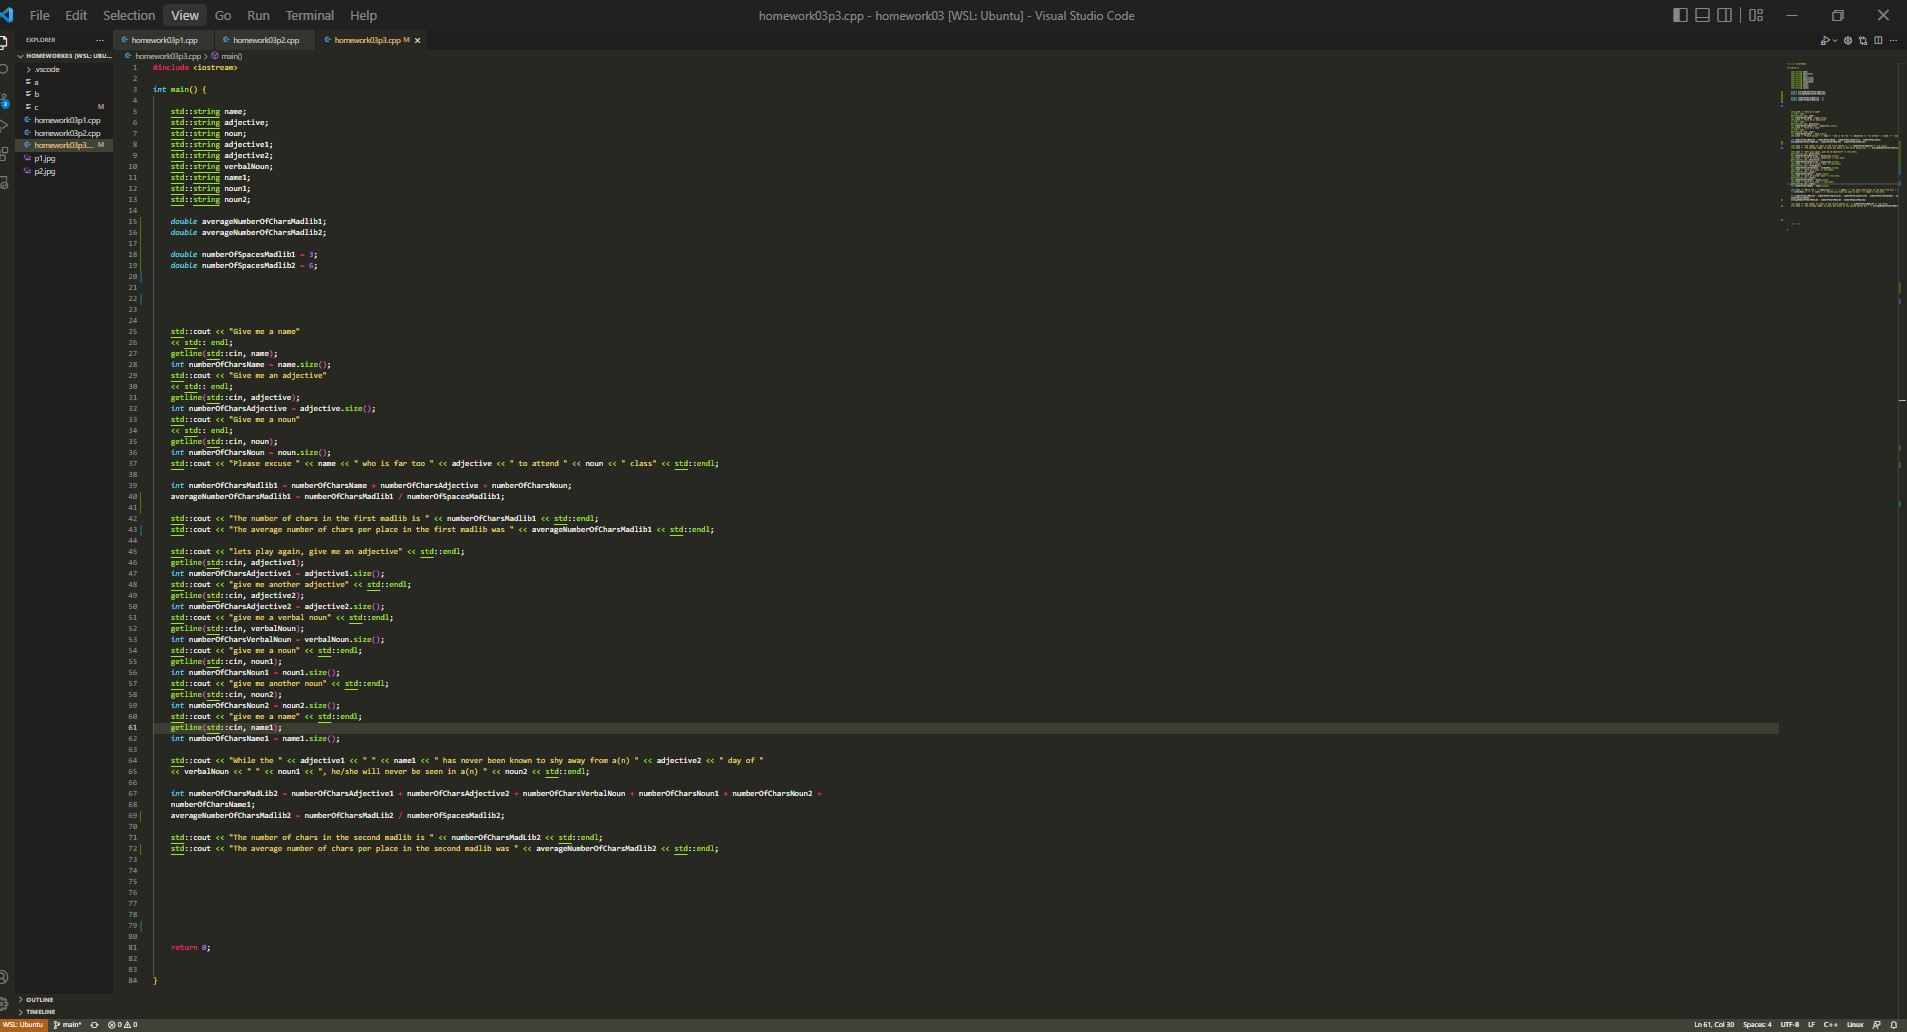 File Edit Selection View Go Run Terminal Help
homework03p3.cpp - homework03 [WSL: Ubuntu] - Visual Studio Code
EXPLORER ···
HOMEWORK03 [WSL: UBU...
.vscode
a
b
c M
homework03p1.cpp
homework03p2.cpp
homework03p3.... M
p1.jpg
p2.jpg
OUTLINE
TIMELINE
2
homework03p1.cpp homework03p2.cpp homework03p3.cpp M
homework03p3.cpp > main()
1 #include <iostream>
2
3 int main() {
4
5 std::string name;
6 std::string adjective;
7 std::string noun;
8 std::string adjective1;
9 std::string adjective2;
10 std::string verbalNoun;
11 std::string name1;
12 std::string noun1;
13 std::string noun2;
14
15 double averageNumberOfCharsMadlib1;
16 double averageNumberOfCharsMadlib2;
17
18 double numberOfSpacesMadlib1 = 3;
19 double numberOfSpacesMadlib2 = 6;
20
21
22
23
24
25 std::cout << "Give me a name"
26 << std:: endl;
27 getline(std::cin, name);
28 int numberOfCharsName = name.size();
29 std::cout << "Give me an adjective"
30 << std:: endl;
31 getline(std::cin, adjective);
32 int numberOfCharsAdjective = adjective.size();
33 std::cout << "Give me a noun"
34 << std:: endl;
35 getline(std::cin, noun);
36 int numberOfCharsNoun = noun.size();
37 std::cout << "Please excuse " << name << " who is far too " << adjective << " to attend " << noun << " class" << std::endl;
38
39 int numberOfCharsMadlib1 = numberOfCharsName + numberOfCharsAdjective + numberOfCharsNoun;
40 averageNumberOfCharsMadlib1 = numberOfCharsMadlib1 / numberOfSpacesMadlib1;
41
42 std::cout << "The number of chars in the first madlib is " << numberOfCharsMadlib1 << std::endl;
43 std::cout << "The average number of chars per place in the first madlib was " << averageNumberOfCharsMadlib1 << std::endl;
44
45 std::cout << "lets play again, give me an adjective" << std::endl;
46 getline(std::cin, adjective1);
47 int numberOfCharsAdjective1 = adjective1.size();
48 std::cout << "give me another adjective" << std::endl;
49 getline(std::cin, adjective2);
50 int numberOfCharsAdjective2 = adjective2.size();
51 std::cout << "give me a verbal noun" << std::endl;
52 getline(std::cin, verbalNoun);
53 int numberOfCharsVerbalNoun = verbalNoun.size();
54 std::cout << "give me a noun" << std::endl;
55 getline(std::cin, noun1);
56 int numberOfCharsNoun1 = noun1.size();
57 std::cout << "give me another noun" << std::endl;
58 getline(std::cin, noun2);
59 int numberOfCharsNoun2 = noun2.size();
60 std::cout << "give me a name" << std::endl;
61 getline(std::cin, name1);
62 int numberOfCharsName1 = name1.size();
63
64 std::cout << "While the " << adjective1 << " " << name1 << " has never been known to shy away from a(n) " << adjective2 << " day of "
65 << verbalNoun << " " << noun1 << ", he/she will never be seen in a(n) " << noun2 << std::endl;
66
67 int numberOfCharsMadLib2 = numberOfCharsAdjective1 + numberOfCharsAdjective2 + numberOfCharsVerbalNoun + numberOfCharsNoun1 + numberOfCharsNoun2 +
68 numberOfCharsName1;
69 averageNumberOfCharsMadlib2 = numberOfCharsMadLib2 / numberOfSpacesMadlib2;
70
71 std::cout << "The number of chars in the second madlib is " << numberOfCharsMadLib2 << std::endl;
72 std::cout << "The average number of chars per place in the second madlib was " << averageNumberOfCharsMadlib2 << std::endl;
73
74
75
76
77
78
79
80
81 return 0;
82
83
84 }
WSL: Ubuntu main* 0 0
Ln 61, Col 30 Spaces: 4 UTF-8 LF C++ Linux